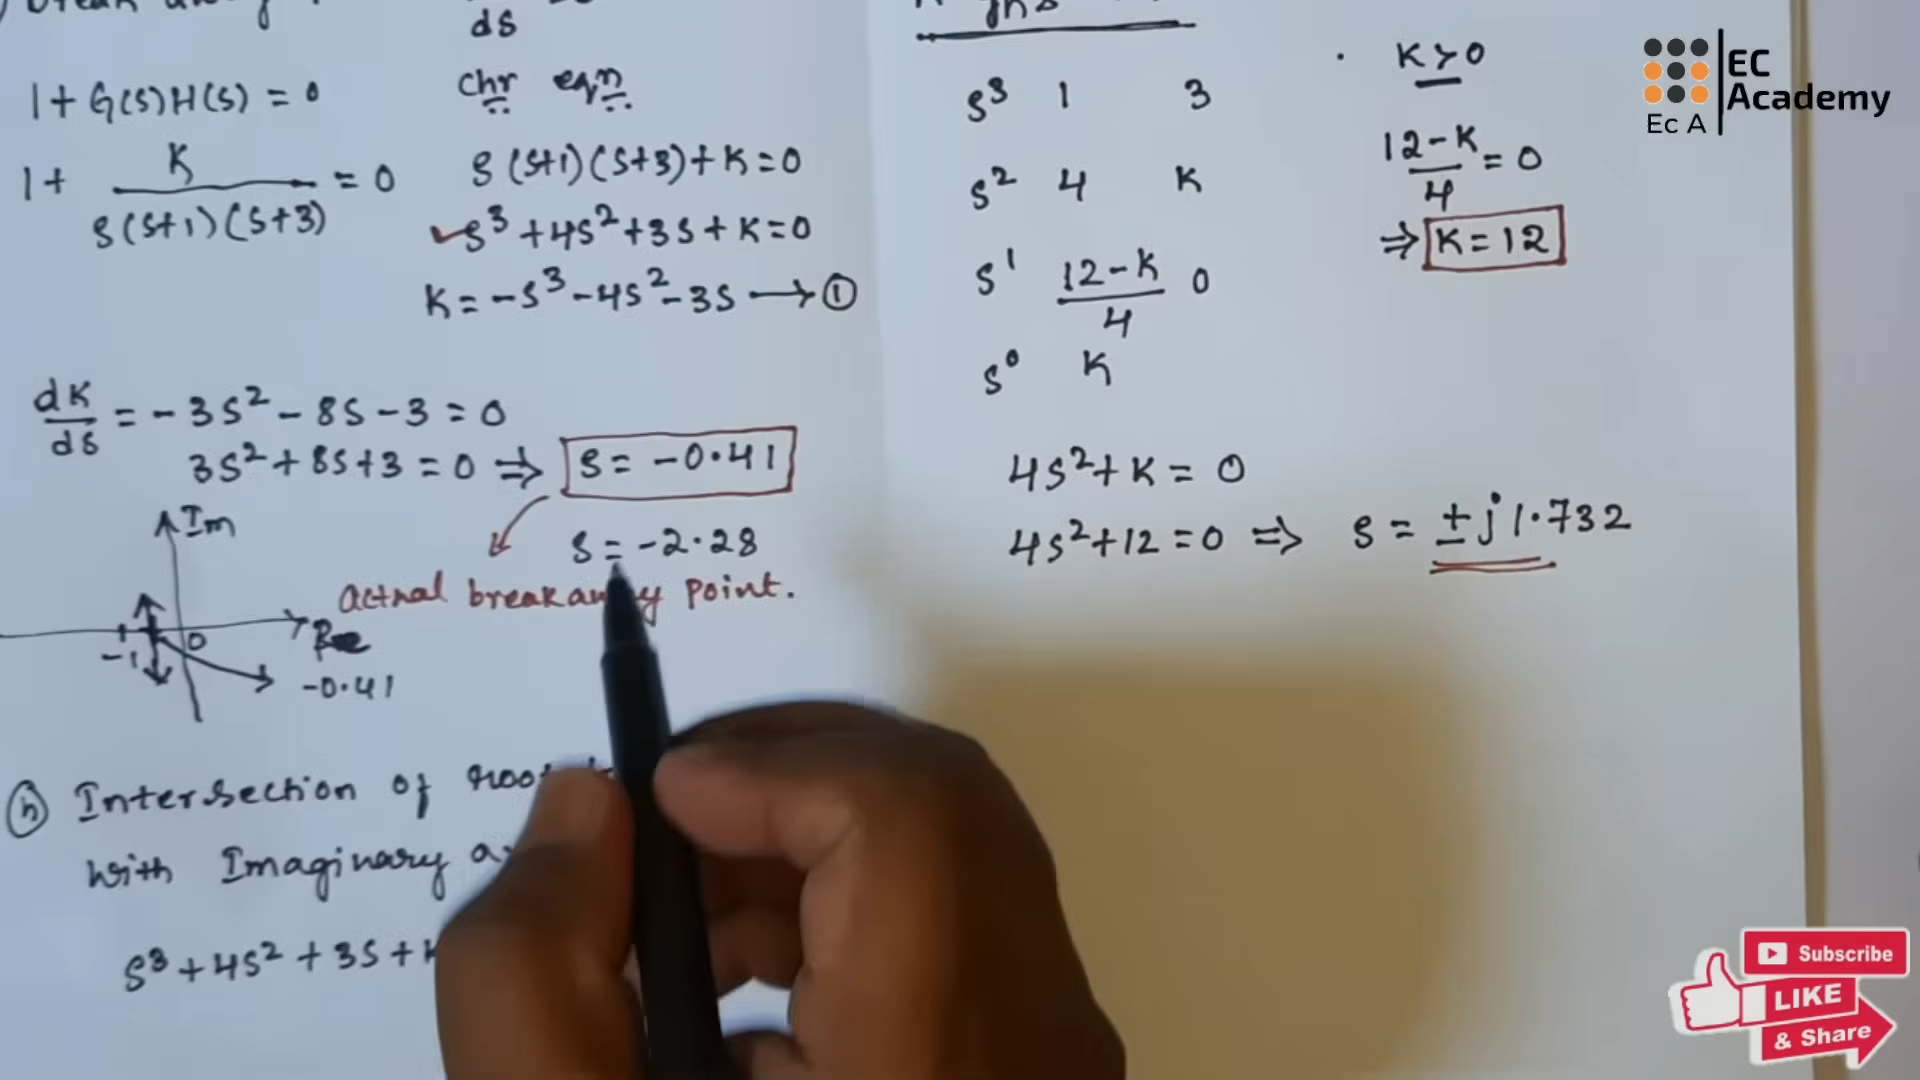 ds
1+G(s)H(s) = 0
1+ K / s(s+1)(s+3) = 0
Chr eqn
s(s+1)(s+3)+K=0
s³+4s²+3s+K=0
K=-s³-4s²-3s → ①
dK/ds = -3s²-8s-3=0
3s²+8s+3=0 ⇒ s=-0.41
s=-2.28
Actual breakaway point.
Im
Re
-1 0
-0.41
(h) Intersection of root
with Imaginary
s³+4s²+3s+K
s³ 1 3
s² 4 K
s¹ 12-K / 4 0
s⁰ K
4s²+K=0
4s²+12=0 ⇒ s=±j1.732
K>0
12-K / 4 = 0
⇒ K=12
EC
Academy
Ec A
Subscribe
LIKE
& Share